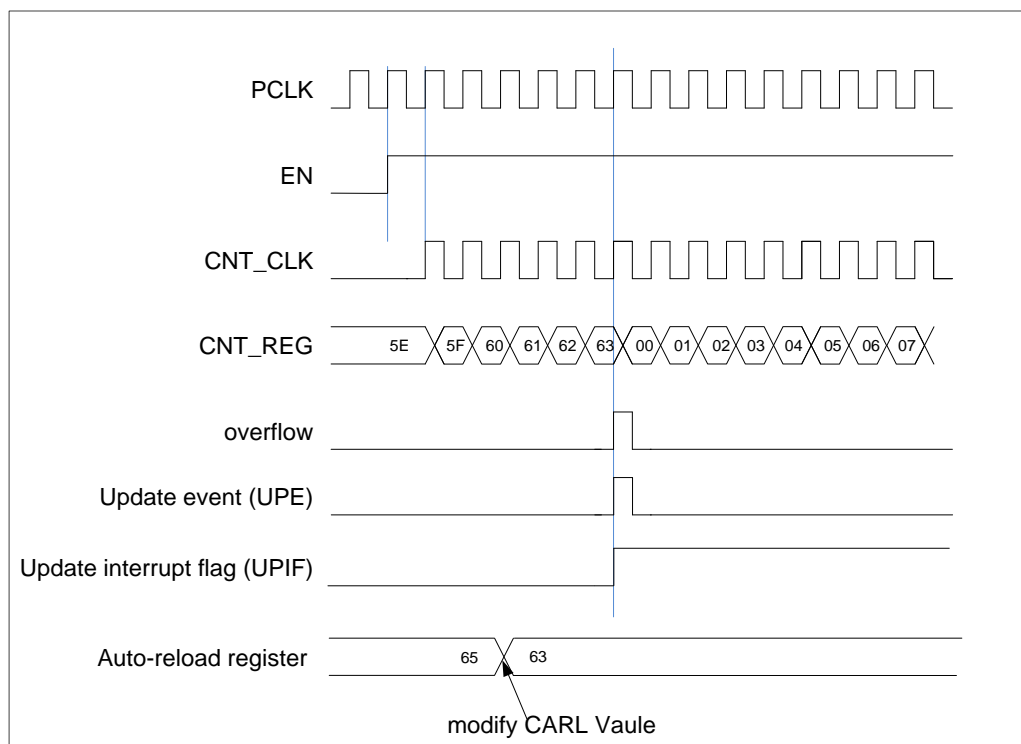 PCLK
EN
CNT_CLK
CNT_REG 5E 5F 60 61 62 63 00 01 02 03 04 05 06 07
overflow
Update event (UPE)
Update interrupt flag (UPIF)
Auto-reload register 65 63
modify CARL Vaule